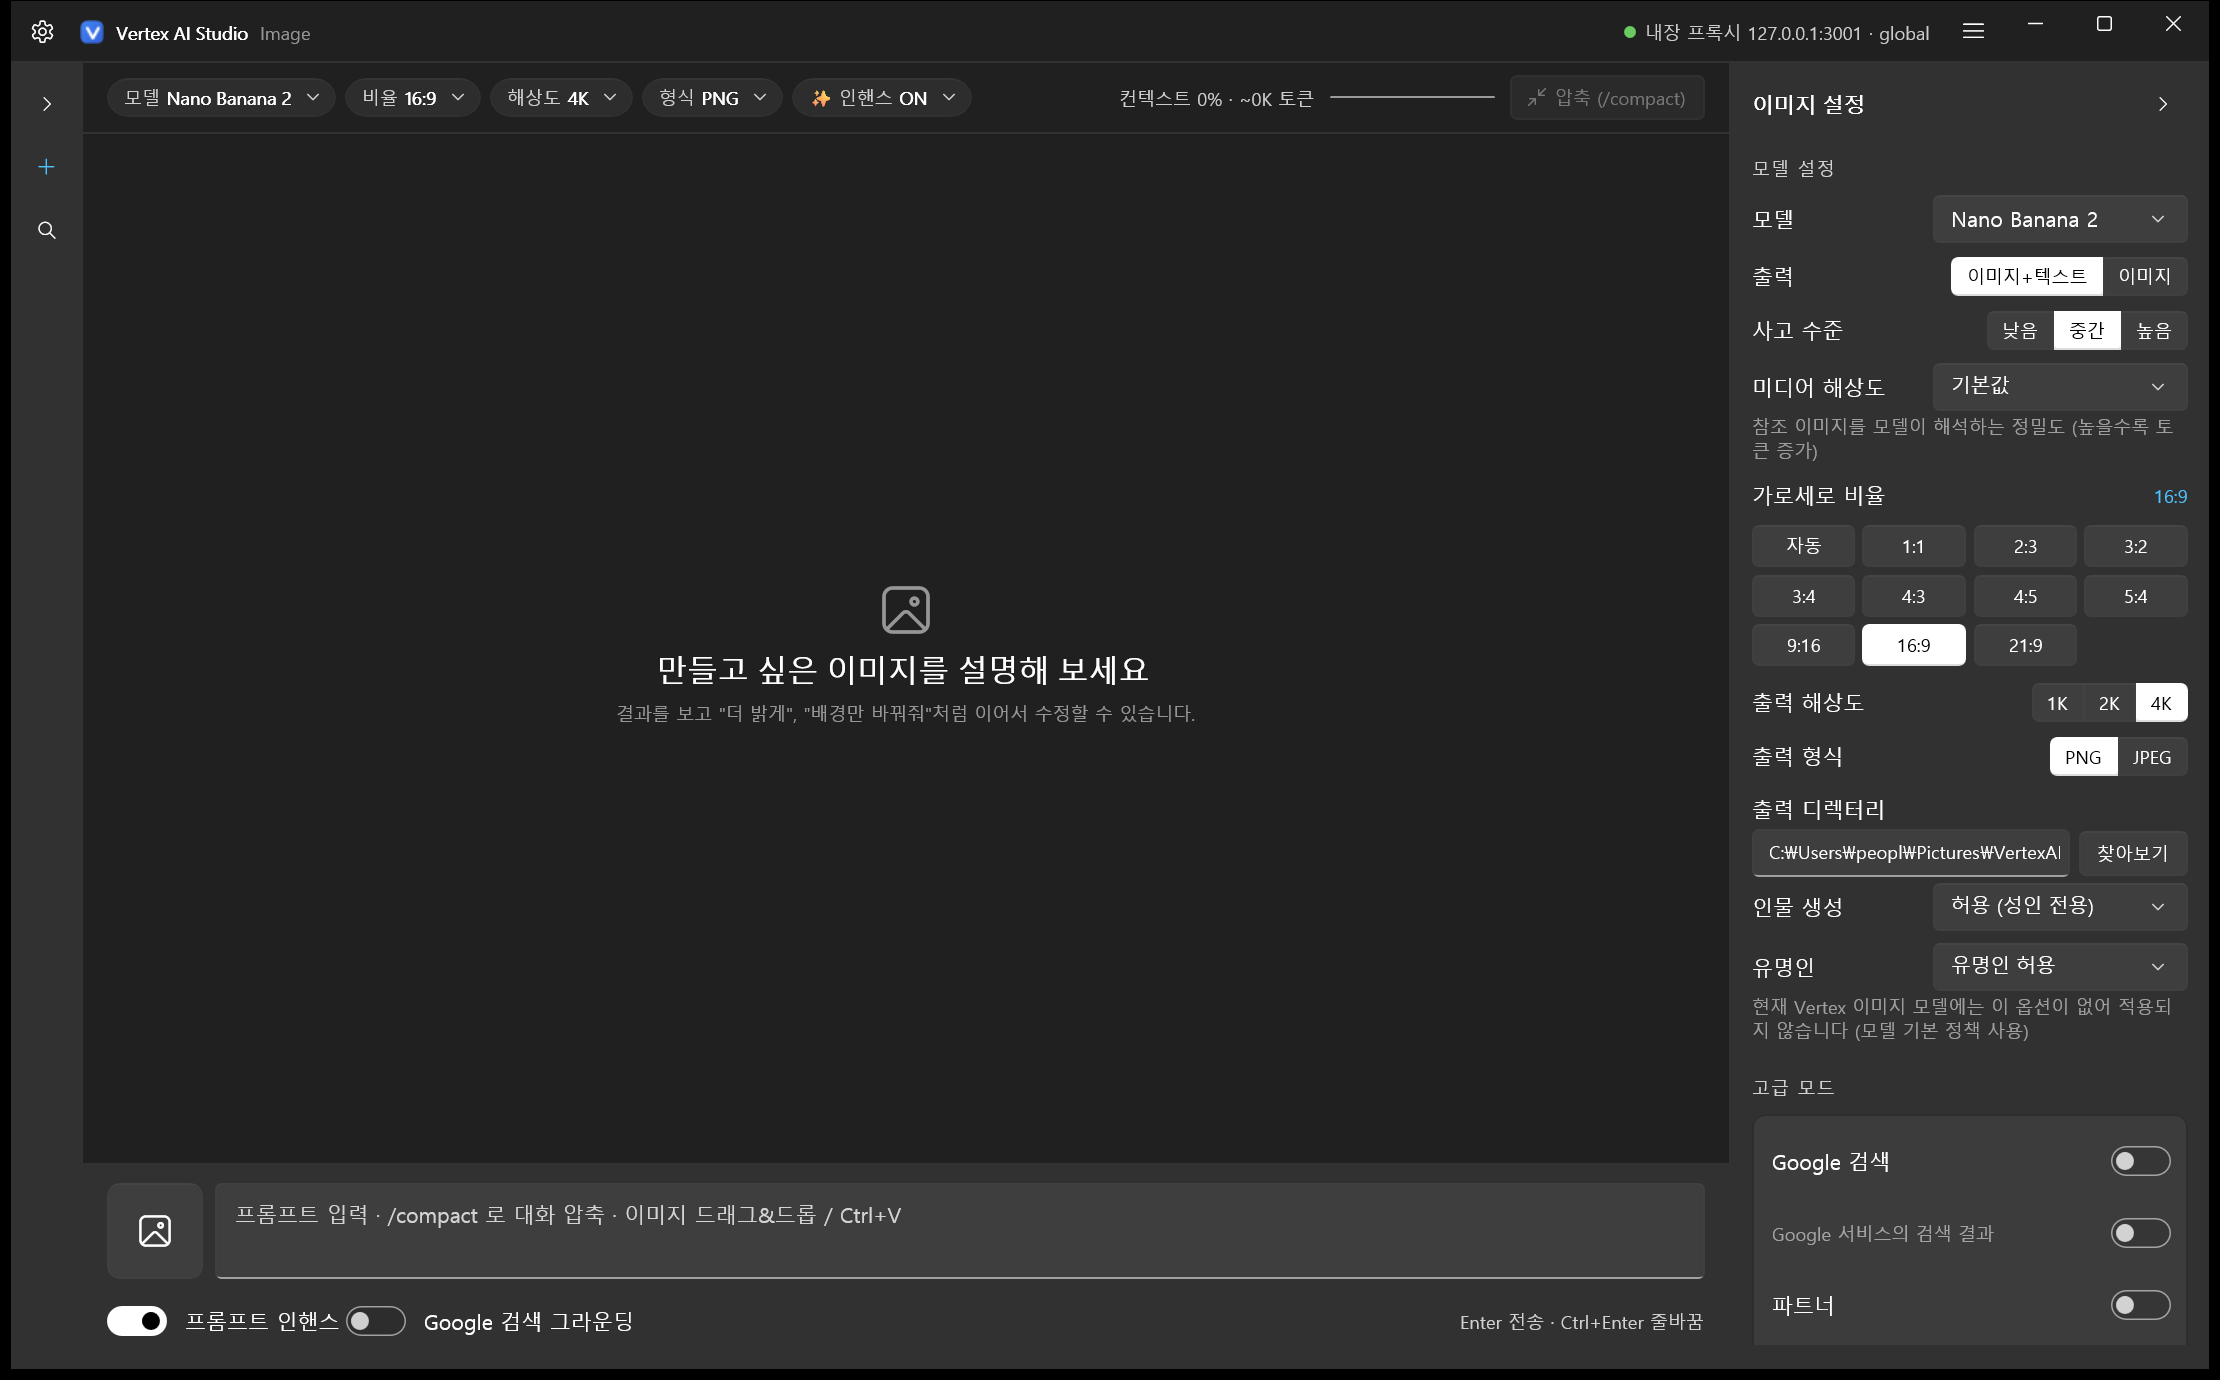 Vertex AI Studio Image
내장 프록시 127.0.0.1:3001 · global
모델 Nano Banana 2
비율 16:9
해상도 4K
형식 PNG
✨ 인핸스 ON
컨텍스트 0% · ~0K 토큰
압축 (/compact)
만들고 싶은 이미지를 설명해 보세요
결과를 보고 "더 밝게", "배경만 바꿔줘"처럼 이어서 수정할 수 있습니다.
프롬프트 입력 · /compact 로 대화 압축 · 이미지 드래그&드롭 / Ctrl+V
프롬프트 인핸스
Google 검색 그라운딩
Enter 전송 · Ctrl+Enter 줄바꿈
이미지 설정
모델 설정
모델
Nano Banana 2
출력
이미지+텍스트 이미지
사고 수준
낮음 중간 높음
미디어 해상도
기본값
참조 이미지를 모델이 해석하는 정밀도 (높을수록 토
큰 증가)
가로세로 비율
16:9
자동 1:1 2:3 3:2
3:4 4:3 4:5 5:4
9:16 16:9 21:9
출력 해상도
1K 2K 4K
출력 형식
PNG JPEG
출력 디렉터리
C:₩Users₩peopl₩Pictures₩VertexAI
찾아보기
인물 생성
허용 (성인 전용)
유명인
유명인 허용
현재 Vertex 이미지 모델에는 이 옵션이 없어 적용되
지 않습니다 (모델 기본 정책 사용)
고급 모드
Google 검색
Google 서비스의 검색 결과
파트너